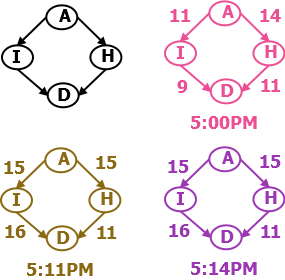 A
I H
D
11 A 14
I H
9 D 11
5:00PM
15 A 15
I H
16 D 11
5:11PM
15 A 15
I H
16 D 11
5:14PM